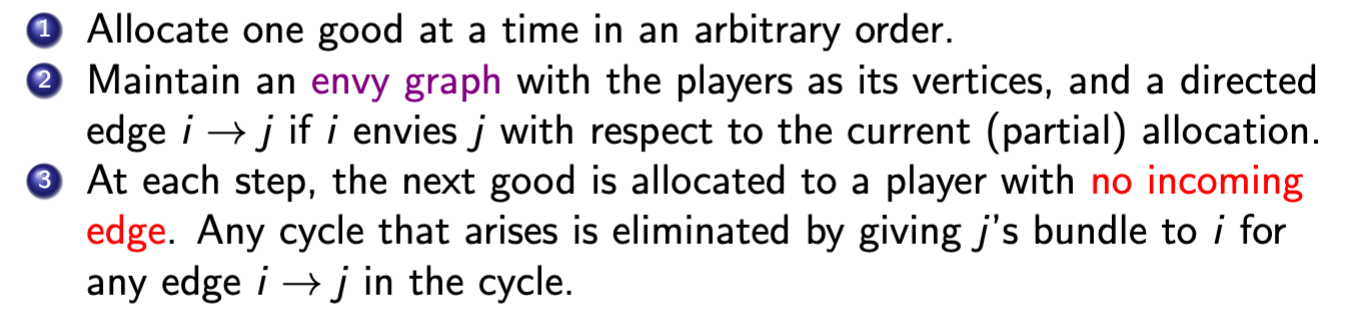 1 Allocate one good at a time in an arbitrary order.
2 Maintain an envy graph with the players as its vertices, and a directed
edge i → j if i envies j with respect to the current (partial) allocation.
3 At each step, the next good is allocated to a player with no incoming
edge. Any cycle that arises is eliminated by giving j's bundle to i for
any edge i → j in the cycle.